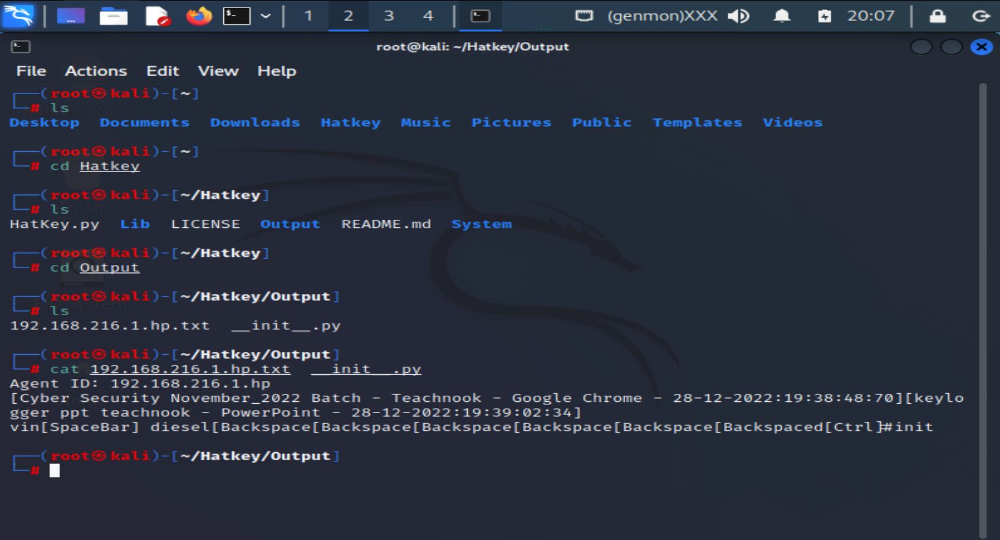 1 2 3 4 (genmon)XXX 20:07
root@kali: ~/Hatkey/Output
File Actions Edit View Help
┌──(root㉿kali)-[~]
└─# ls
Desktop Documents Downloads Hatkey Music Pictures Public Templates Videos
┌──(root㉿kali)-[~]
└─# cd Hatkey
┌──(root㉿kali)-[~/Hatkey]
└─# ls
HatKey.py Lib LICENSE Output README.md System
┌──(root㉿kali)-[~/Hatkey]
└─# cd Output
┌──(root㉿kali)-[~/Hatkey/Output]
└─# ls
192.168.216.1.hp.txt __init__.py
┌──(root㉿kali)-[~/Hatkey/Output]
└─# cat 192.168.216.1.hp.txt __init__.py
Agent ID: 192.168.216.1.hp
[Cyber Security November_2022 Batch - Teachnook - Google Chrome - 28-12-2022:19:38:48:70][keylo
gger ppt teachnook - PowerPoint - 28-12-2022:19:39:02:34]
vin[SpaceBar] diesel[Backspace[Backspace[Backspace[Backspace[Backspace[Backspaced[Ctrl]#init
┌──(root㉿kali)-[~/Hatkey/Output]
└─#